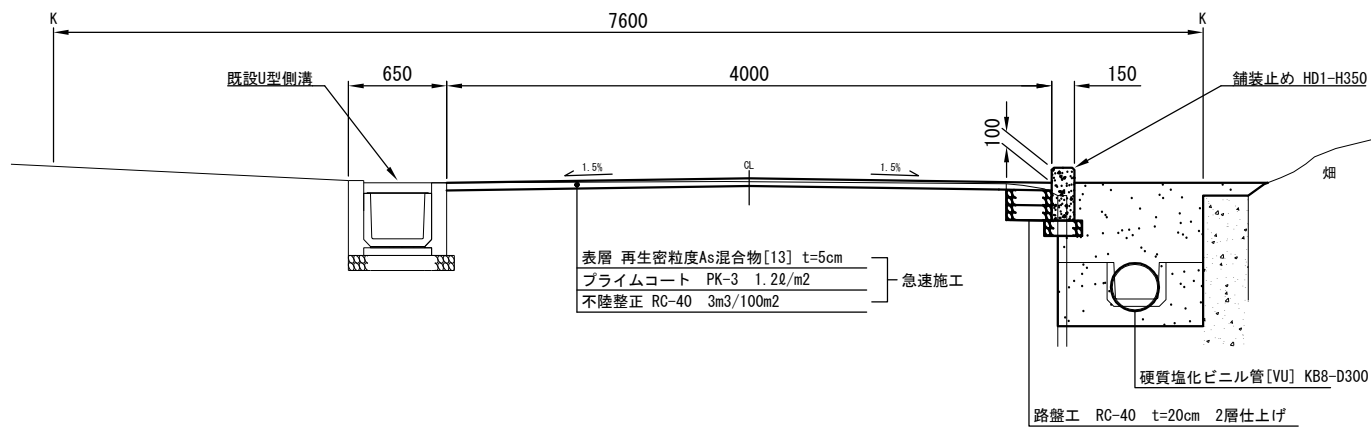 K
7600
K
650
4000
150
既設U型側溝
舗装止め HD1-H350
100
1.5%
CL
1.5%
畑
表層 再生密粒度As混合物[13] t=5cm
プライムコート PK-3 1.2ℓ/m2
急速施工
不陸整正 RC-40 3m3/100m2
硬質塩化ビニル管[VU] KB8-D300
路盤工 RC-40 t=20cm 2層仕上げ